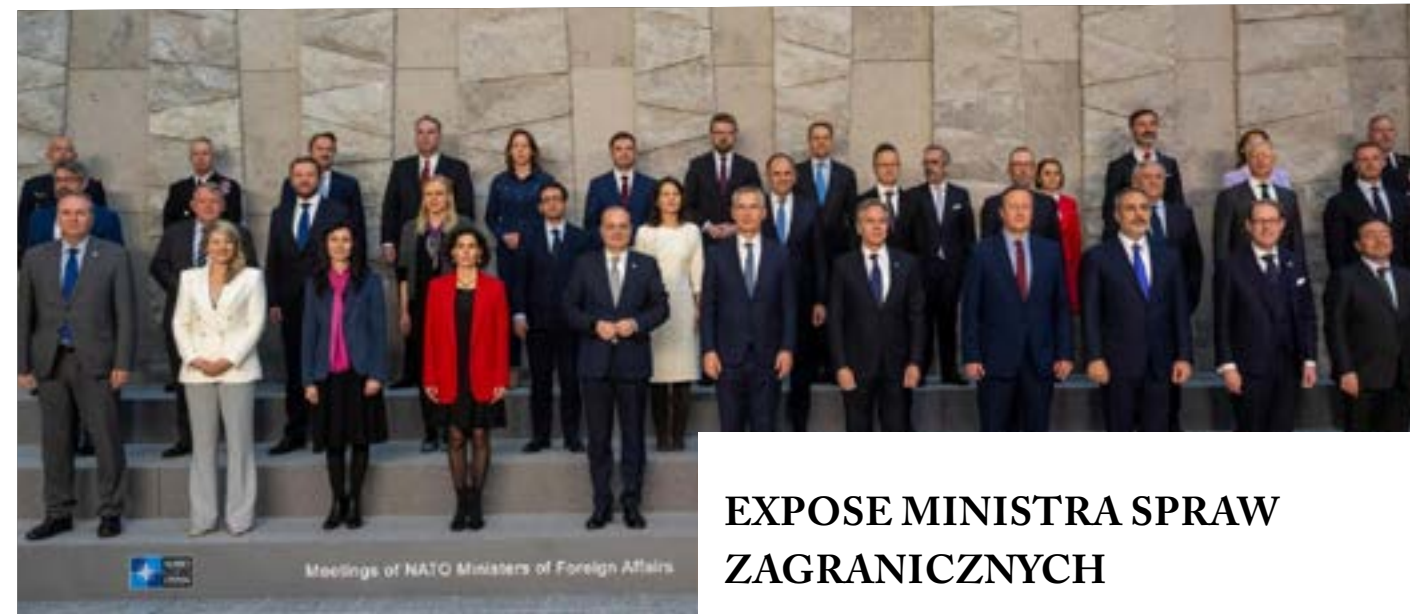 Meetings of NATO Ministers of Foreign Affairs
EXPOSE MINISTRA SPRAW
ZAGRANICZNYCH